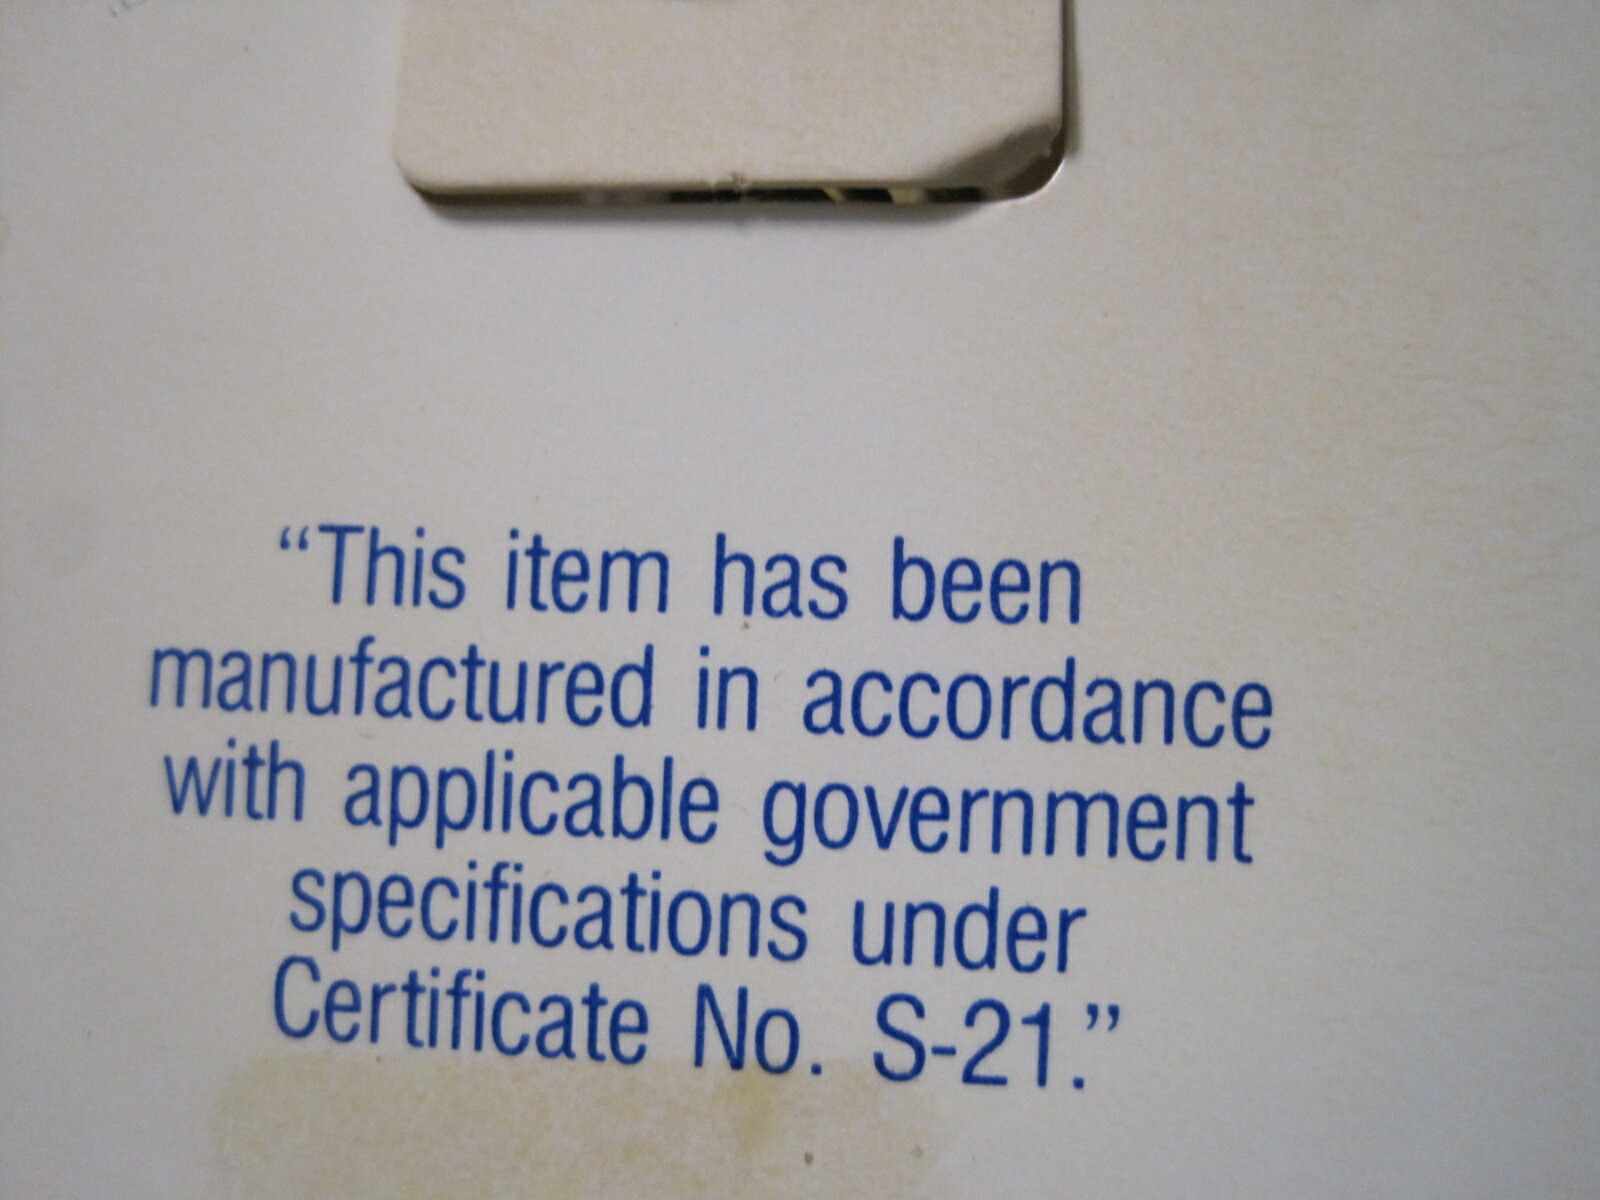 “This item has been
manufactured in accordance
with applicable government
specifications under
Certificate No. S-21.”